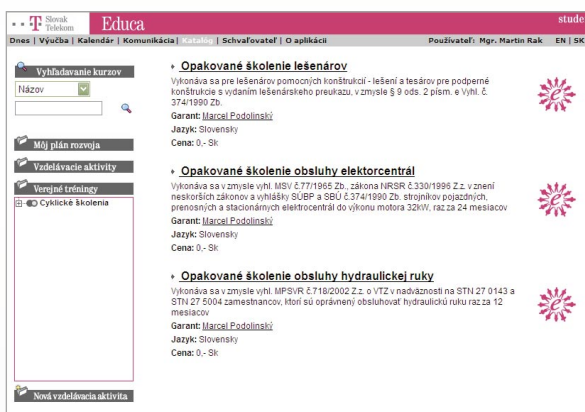 Slovak
Telekom
Educa
stude
Dnes | Výučba | Kalendár | Komunikácia | Katalóg | Schvaľovateľ | O aplikácii
Používateľ: Mgr. Martin Rak EN | SK
Vyhľadavanie kurzov
Názov
Môj plán rozvoja
Vzdelávacie aktivity
Verejné tréningy
Cyklické školenia
Nová vzdelávacia aktivita
Opakované školenie lešenárov
Vykonáva sa pre lešenárov pomocných konštrukcií - lešení a tesárov pre podperné
konštrukcie s vydaním lešenárskeho preukazu, v zmysle § 9 ods. 2 písm. e Vyhl. č.
374/1990 Zb.
Garant: Marcel Podolinský
Jazyk: Slovensky
Cena: 0,- Sk
Opakované školenie obsluhy elektorcentrál
Vykonáva sa v zmysle vyhl. MSV č.77/1965 Zb., zákona NRSR č.330/1996 Z.z. v znení
neskorších zákonov a vyhlášky SÚBP a SBÚ č.374/1990 Zb. strojníkov pojazdných,
prenosných a stacionárnych elektrocentrál do výkonu motora 32kW, raz za 24 mesiacov
Garant: Marcel Podolinský
Jazyk: Slovensky
Cena: 0,- Sk
Opakované školenie obsluhy hydraulickej ruky
Vykonáva sa v zmysle vyhl. MPSVR č.718/2002 Z.z. o VTZ v nadväznosti na STN 27 0143 a
STN 27 5004 zamestnancov, ktorí sú oprávnený obsluhovať hydraulickú ruku raz za 12
mesiacov
Garant: Marcel Podolinský
Jazyk: Slovensky
Cena: 0,- Sk